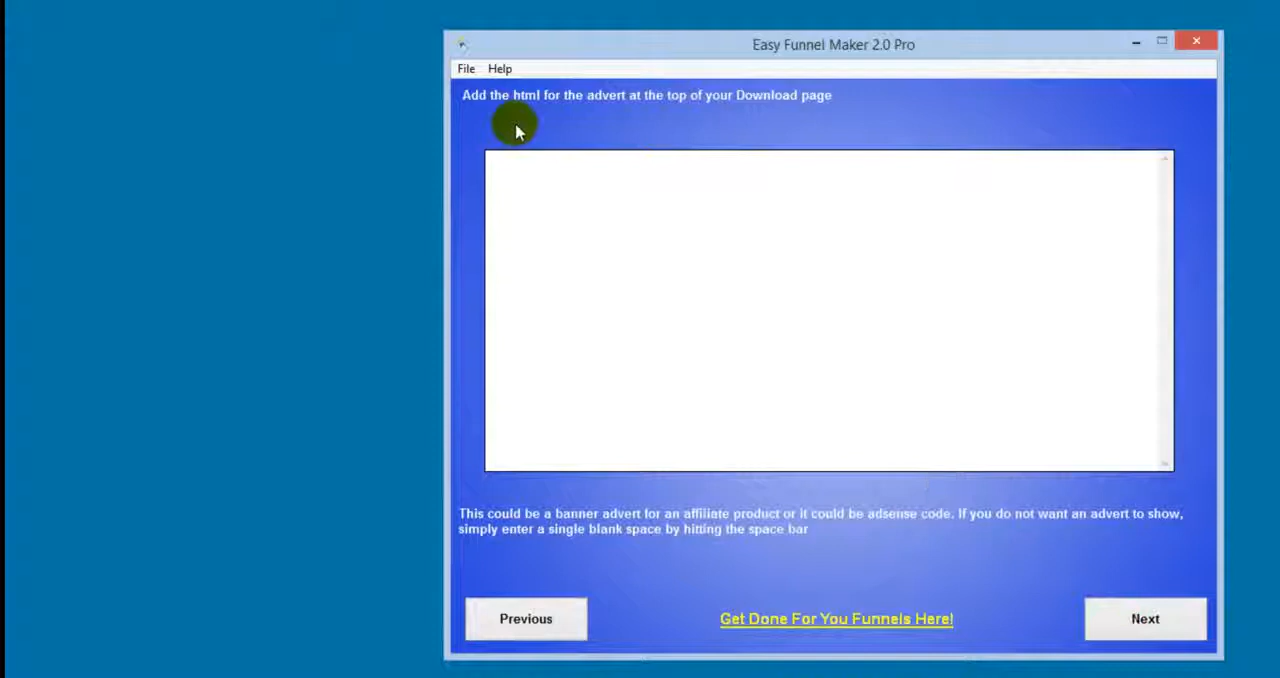 Easy Funnel Maker 2.0 Pro
File Help
Add the html for the advert at the top of your Download page
This could be a banner advert for an affiliate product or it could be adsense code. If you do not want an advert to show,
simply enter a single blank space by hitting the space bar
Previous
Get Done For You Funnels Here!
Next